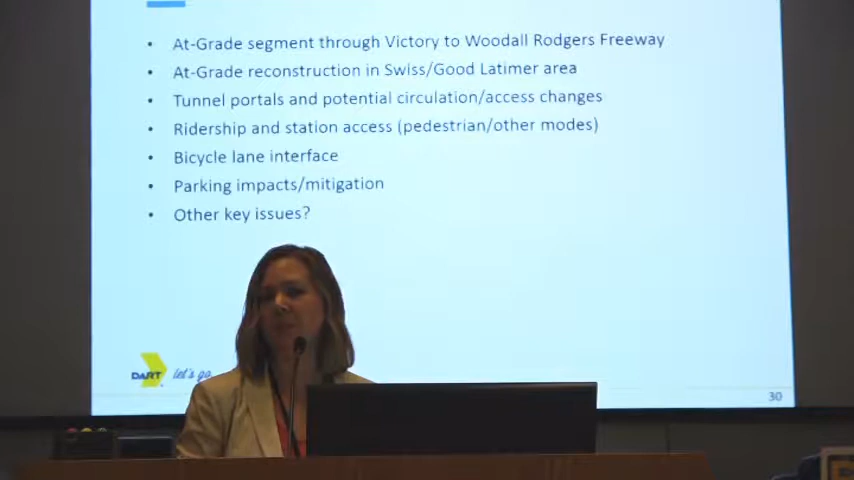 • At-Grade segment through Victory to Woodall Rodgers Freeway
• At-Grade reconstruction in Swiss/Good Latimer area
• Tunnel portals and potential circulation/access changes
• Ridership and station access (pedestrian/other modes)
• Bicycle lane interface
• Parking impacts/mitigation
• Other key issues?
DART let's go.
30